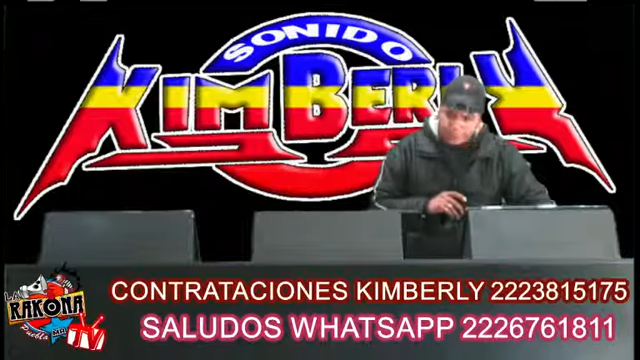 SONIDO
KIMBERLY
LA
RAKONA
Puebla
TV
CONTRATACIONES KIMBERLY 2223815175
SALUDOS WHATSAPP 2226761811